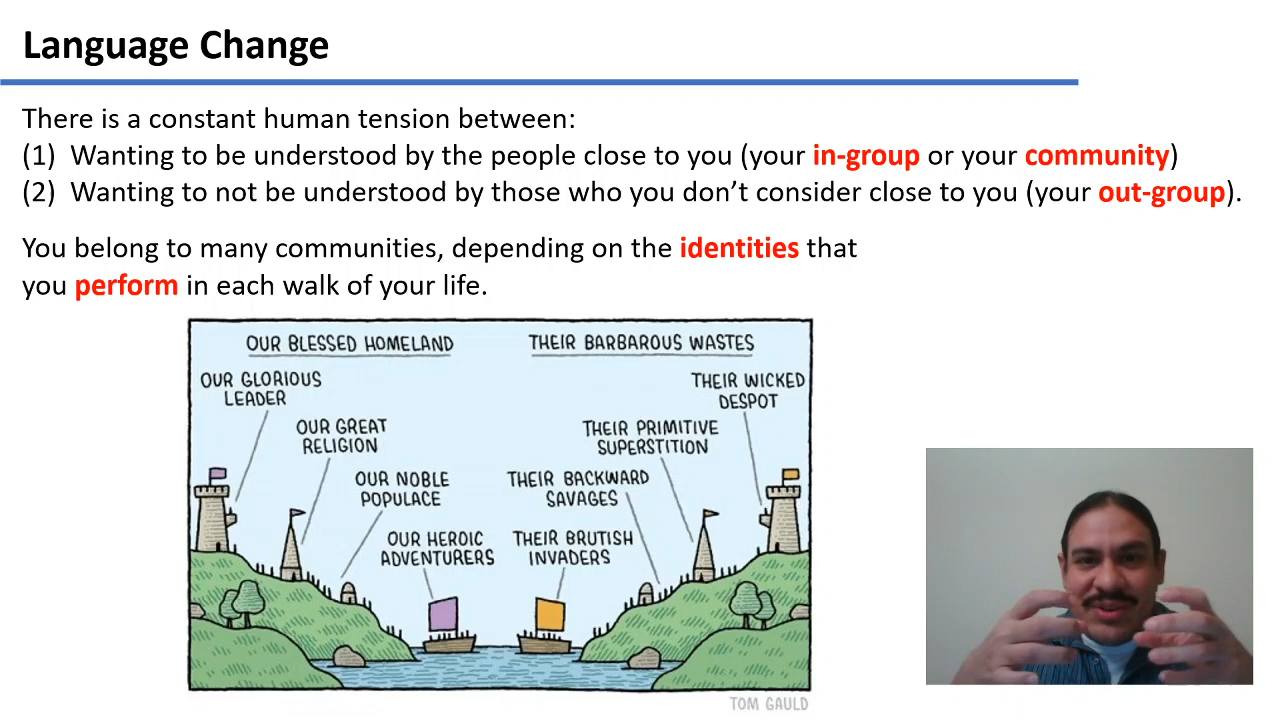 Language Change
There is a constant human tension between:
(1) Wanting to be understood by the people close to you (your in-group or your community)
(2) Wanting to not be understood by those who you don’t consider close to you (your out-group).
You belong to many communities, depending on the identities that
you perform in each walk of your life.
OUR BLESSED HOMELAND
THEIR BARBAROUS WASTES
OUR GLORIOUS
LEADER
THEIR WICKED
DESPOT
OUR GREAT
RELIGION
THEIR PRIMITIVE
SUPERSTITION
OUR NOBLE
POPULACE
THEIR BACKWARD
SAVAGES
OUR HEROIC
ADVENTURERS
THEIR BRUTISH
INVADERS
TOM GAULD